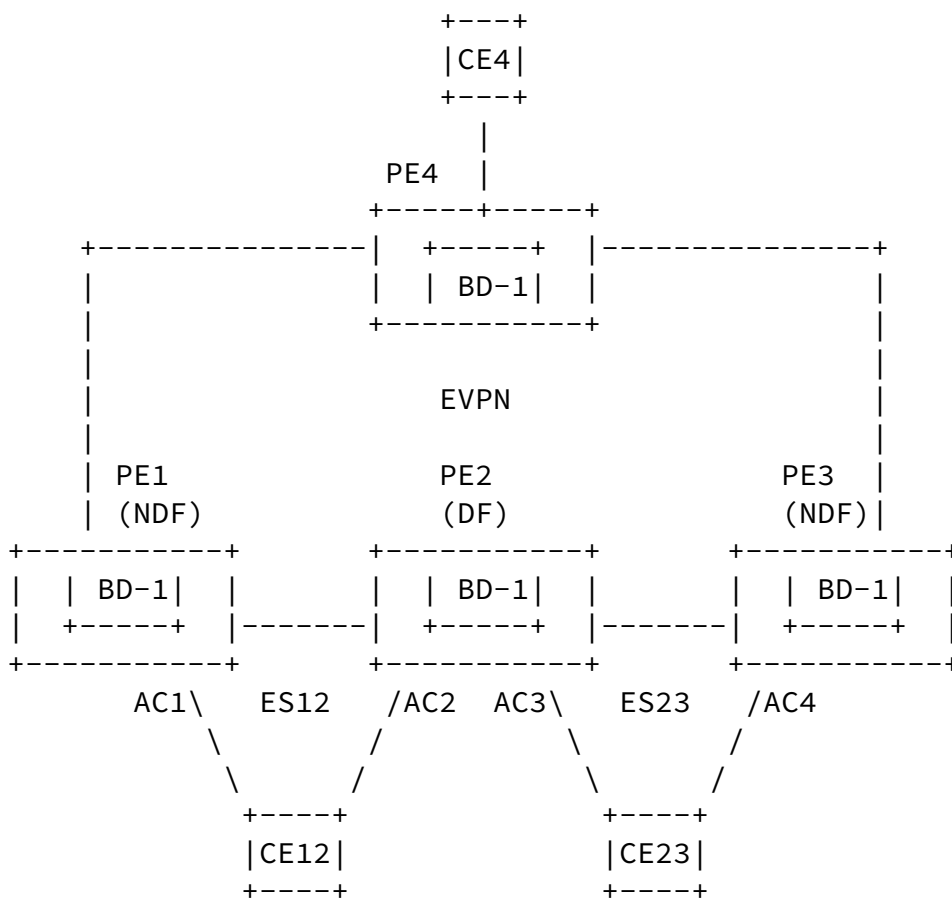 CE4
PE4
BD-1
EVPN
PE1 PE2 PE3
(NDF) (DF) (NDF)
BD-1 BD-1 BD-1
AC1 ES12 AC2 AC3 ES23 AC4
CE12 CE23